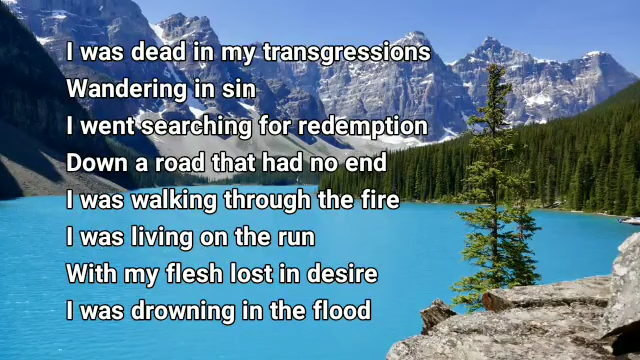 I was dead in my transgressions
Wandering in sin
I went searching for redemption
Down a road that had no end
I was walking through the fire
I was living on the run
With my flesh lost in desire
I was drowning in the flood